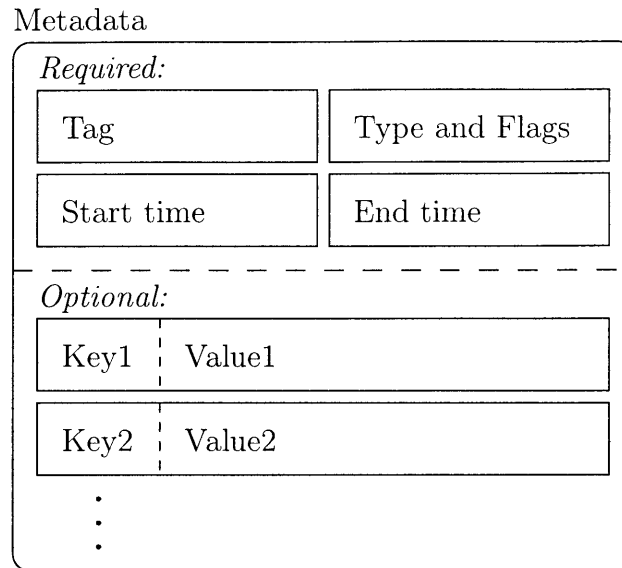 Metadata
Required:
Tag Type and Flags
Start time End time
Optional:
Key1 Value1
Key2 Value2